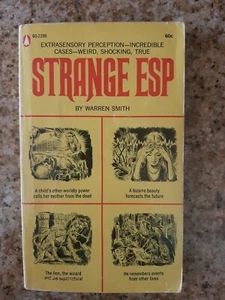 60-2398
60c
EXTRASENSORY PERCEPTION—INCREDIBLE
CASES—WEIRD, SHOCKING, TRUE
STRANGE ESP
BY WARREN SMITH
A child's other-worldly power
calls her mother from the dead
A bizarre beauty
forecasts the future
The lion, the wizard
and the supernatural
He remembers events
from other lives